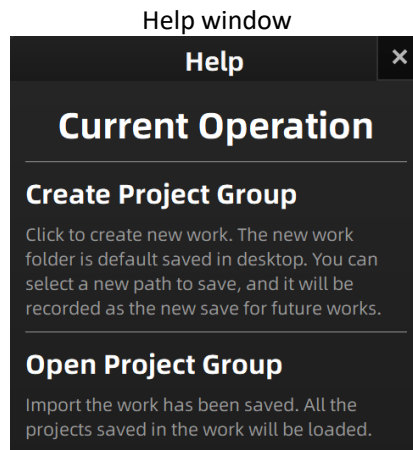 Help window
Help ×
Current Operation
Create Project Group
Click to create new work. The new work
folder is default saved in desktop. You can
select a new path to save, and it will be
recorded as the new save for future works.
Open Project Group
Import the work has been saved. All the
projects saved in the work will be loaded.